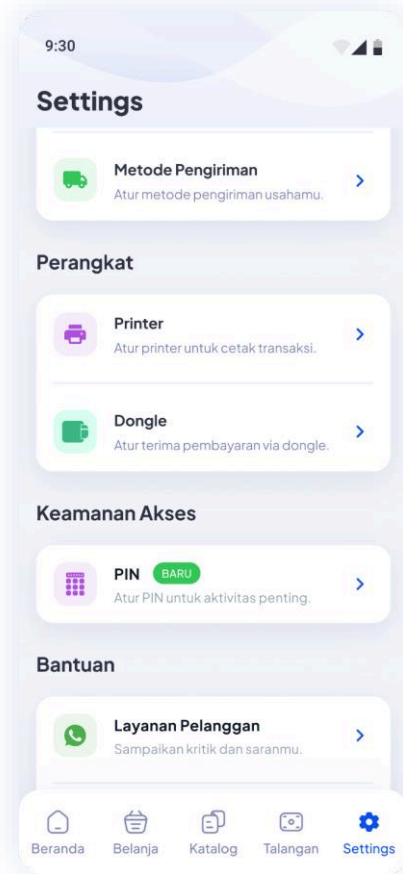 9:30
Settings
Metode Pengiriman
Atur metode pengiriman usahamu.
Perangkat
Printer
Atur printer untuk cetak transaksi.
Dongle
Atur terima pembayaran via dongle.
Keamanan Akses
PIN BARU
Atur PIN untuk aktivitas penting.
Bantuan
Layanan Pelanggan
Sampaikan kritik dan saranmu.
Beranda Belanja Katalog Talangan Settings